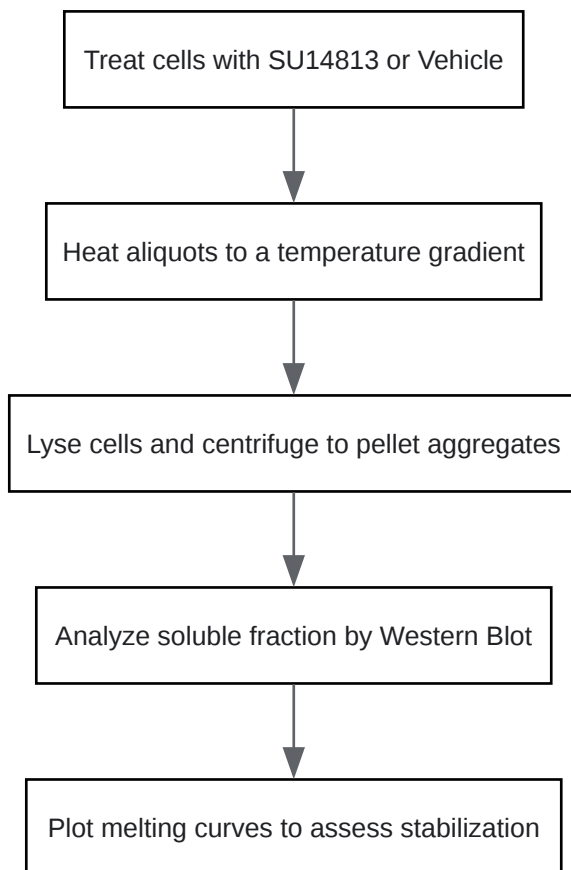 Treat cells with SU14813 or Vehicle
Heat aliquots to a temperature gradient
Lyse cells and centrifuge to pellet aggregates
Analyze soluble fraction by Western Blot
Plot melting curves to assess stabilization